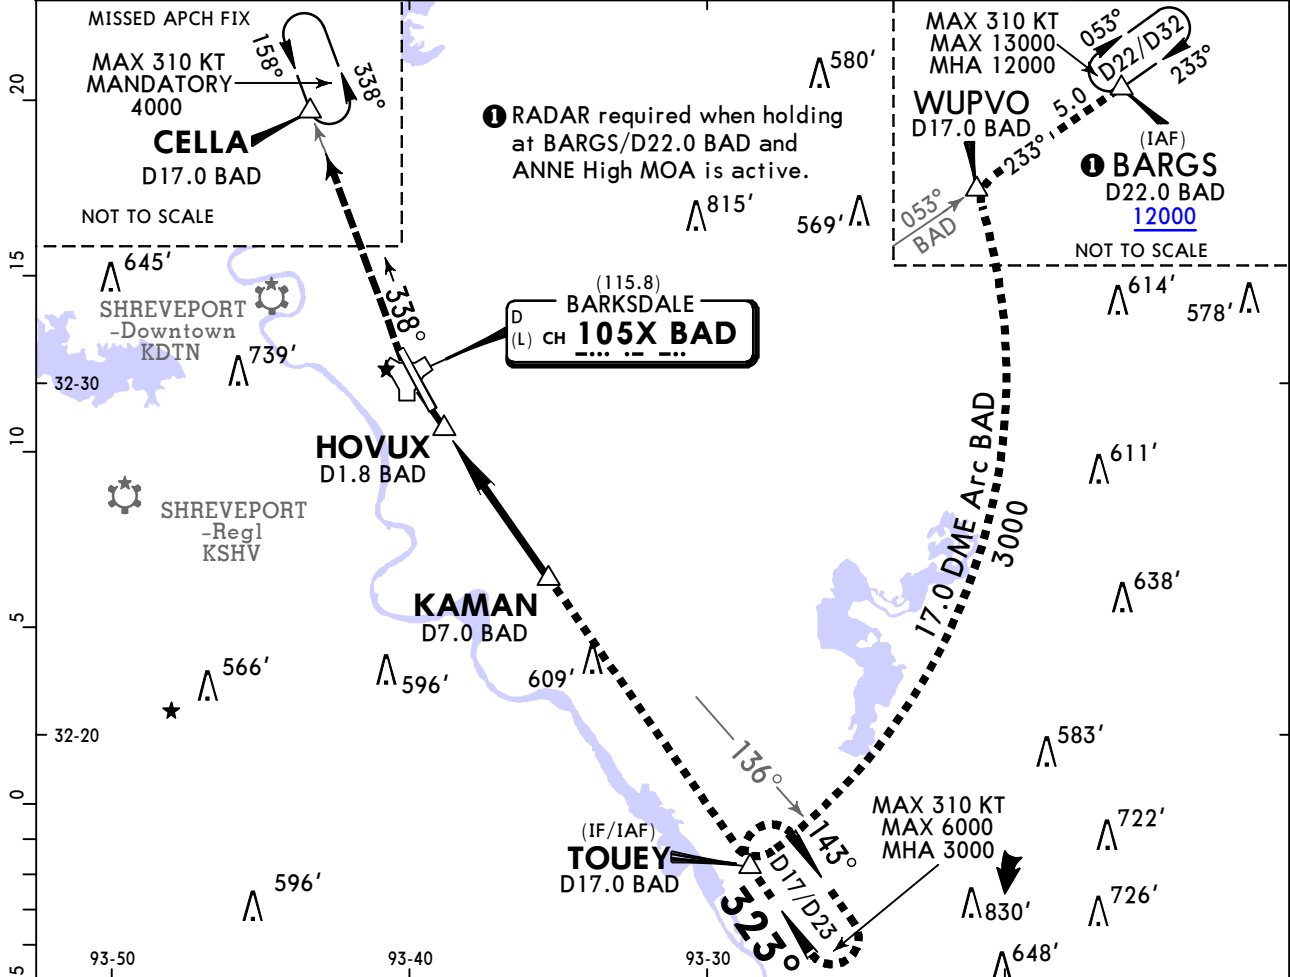 MISSED APCH FIX
MAX 310 KT
MANDATORY
4000
158°
338°
CELLA
D17.0 BAD
NOT TO SCALE
20
15
10
5
0
5
❶ RADAR required when holding
at BARGS/D22.0 BAD and
ANNE High MOA is active.
580'
815'
569'
MAX 310 KT
MAX 13000
MHA 12000
053°
D22/D32
233°
WUPVO
D17.0 BAD
5.0
233°
(IAF)
❶ BARGS
D22.0 BAD
12000
053°
BAD
NOT TO SCALE
645'
SHREVEPORT
-Downtown
KDTN
739'
32-30
338°
(115.8)
BARKSDALE
D
(L) CH 105X BAD
614'
578'
HOVUX
D1.8 BAD
SHREVEPORT
-Regl
KSHV
17.0 DME Arc BAD
3000
611'
638'
KAMAN
D7.0 BAD
566'
596'
609'
32-20
136°
583'
(IF/IAF)
TOUEY
D17.0 BAD
143°
D17/D23
323°
MAX 310 KT
MAX 6000
MHA 3000
722'
726'
830'
648'
596'
93-50
93-40
93-30